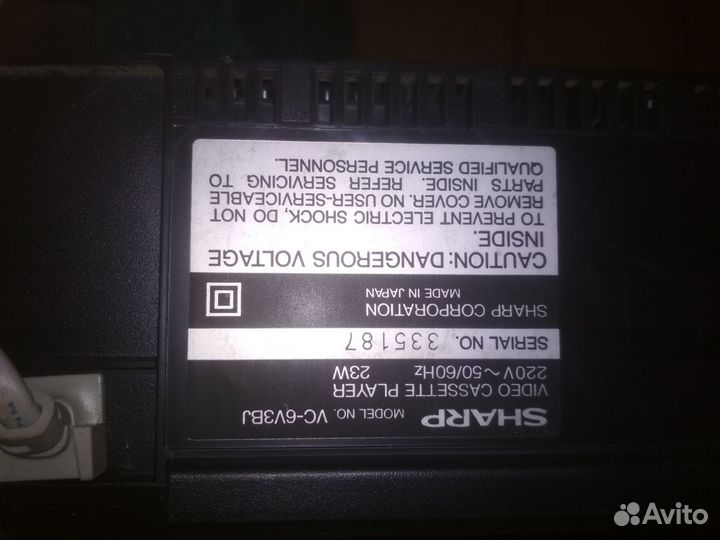 SHARP MODEL NO. VC-6V3BJ
VIDEO CASSETTE PLAYER
220V ~ 50/60Hz 23W
SERIAL NO. 335187
SHARP CORPORATION
MADE IN JAPAN
CAUTION: DANGEROUS VOLTAGE
INSIDE.
TO PREVENT ELECTRIC SHOCK, DO NOT
REMOVE COVER. NO USER-SERVICEABLE
PARTS INSIDE. REFER SERVICING TO
QUALIFIED SERVICE PERSONNEL.
Avito